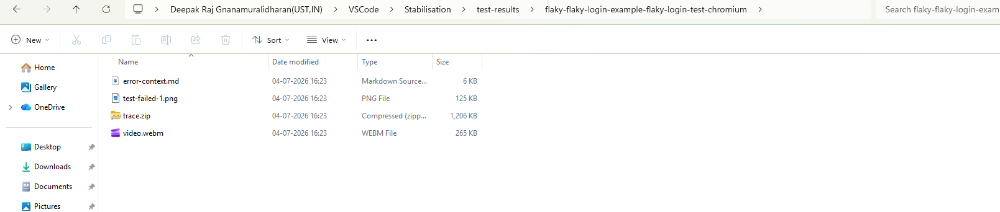 Deepak Raj Gnanamuralidharan(UST,IN) > VSCode > Stabilisation > test-results > flaky-flaky-login-example-flaky-login-test-chromium > Search flaky-flaky-login-exam
New Sort View ...
Name Date modified Type Size
Home
error-context.md 04-07-2026 16:23 Markdown Source... 6 KB
Gallery
test-failed-1.png 04-07-2026 16:23 PNG File 125 KB
OneDrive
trace.zip 04-07-2026 16:23 Compressed (zipp... 1,206 KB
video.webm 04-07-2026 16:23 WEBM File 265 KB
Desktop
Downloads
Documents
Pictures